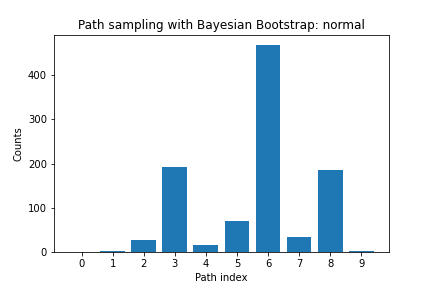 Path sampling with Bayesian Bootstrap: normal
400
300
200
100
0
Counts
0 1 2 3 4 5 6 7 8 9
Path index